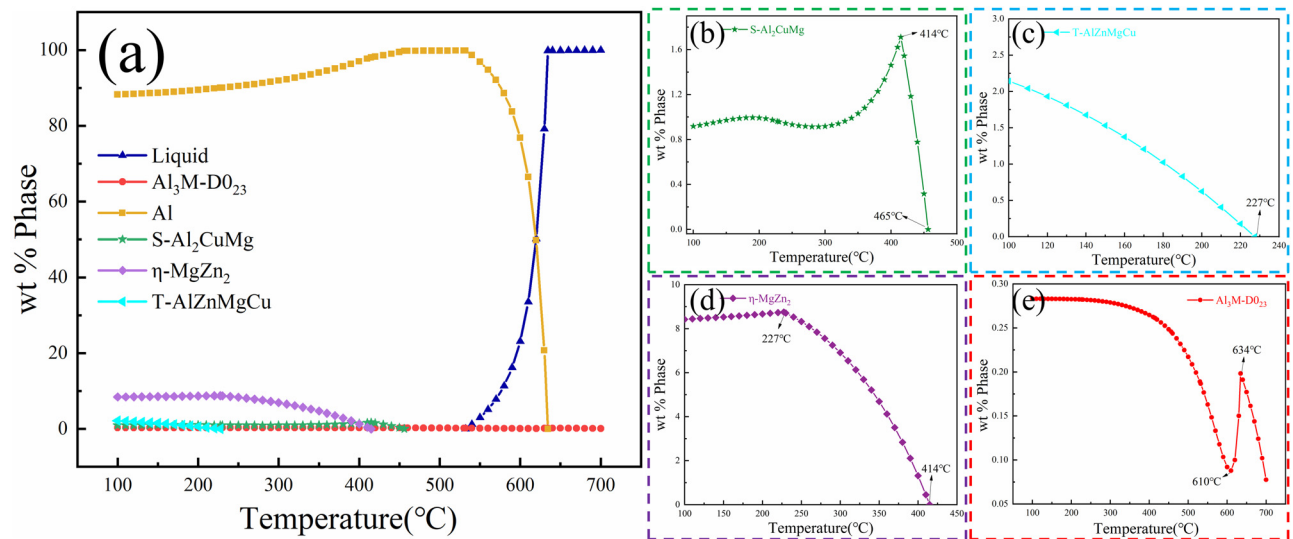 (a)
100
80
60
40
20
0
wt % Phase
Liquid
Al₃M-D0₂₃
Al
S-Al₂CuMg
η-MgZn₂
T-AlZnMgCu
100 200 300 400 500 600 700
Temperature(℃)
(b)
S-Al₂CuMg
414℃
1.6
1.2
0.8
0.4
0.0
wt % Phase
465℃
100 200 300 400 500
Temperature(℃)
(c)
T-AlZnMgCu
3.0
2.5
2.0
1.5
1.0
0.5
0.0
wt % Phase
227℃
100 120 140 160 180 200 220 240
Temperature(℃)
(d)
η-MgZn₂
10
8
6
4
2
0
wt % Phase
227℃
414℃
100 150 200 250 300 350 400 450
Temperature(℃)
(e)
Al₃M-D0₂₃
0.30
0.25
0.20
0.15
0.10
0.05
wt % Phase
634℃
610℃
0 100 200 300 400 500 600 700
Temperature(℃)